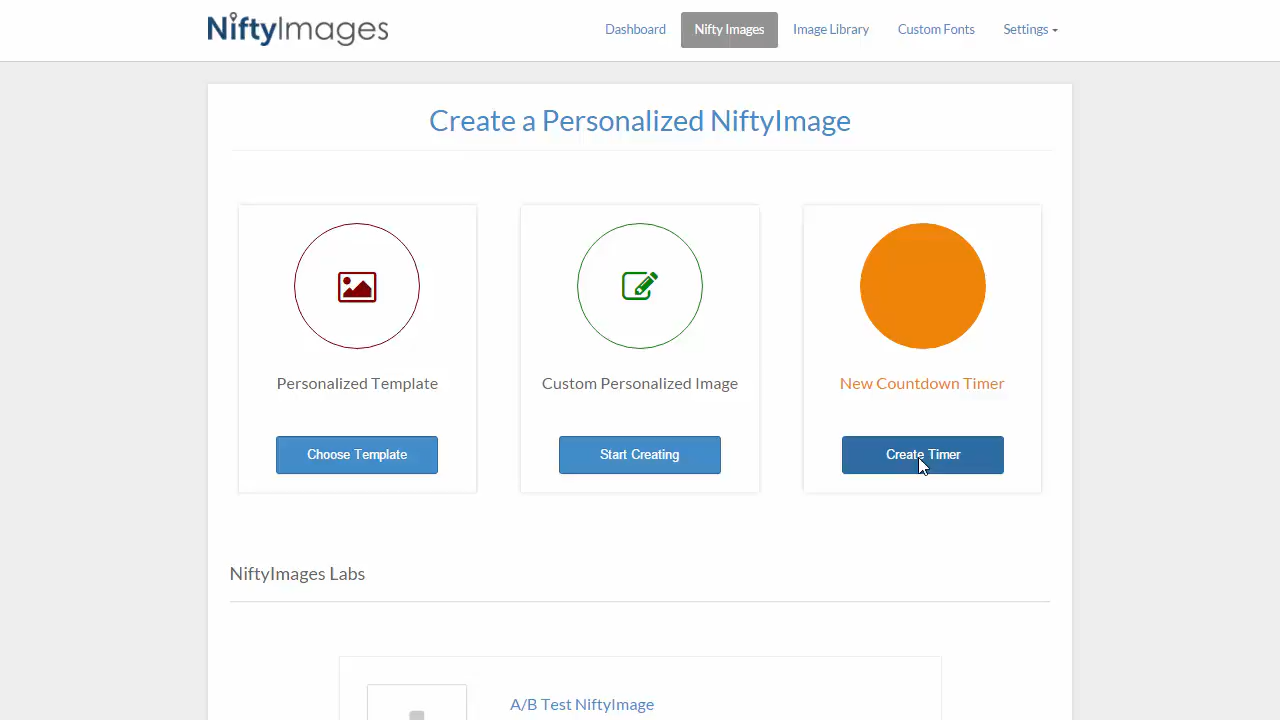 NiftyImages
Dashboard
Nifty Images
Image Library
Custom Fonts
Settings
Create a Personalized NiftyImage
Personalized Template
Custom Personalized Image
New Countdown Timer
Choose Template
Start Creating
Create Timer
NiftyImages Labs
A/B Test NiftyImage